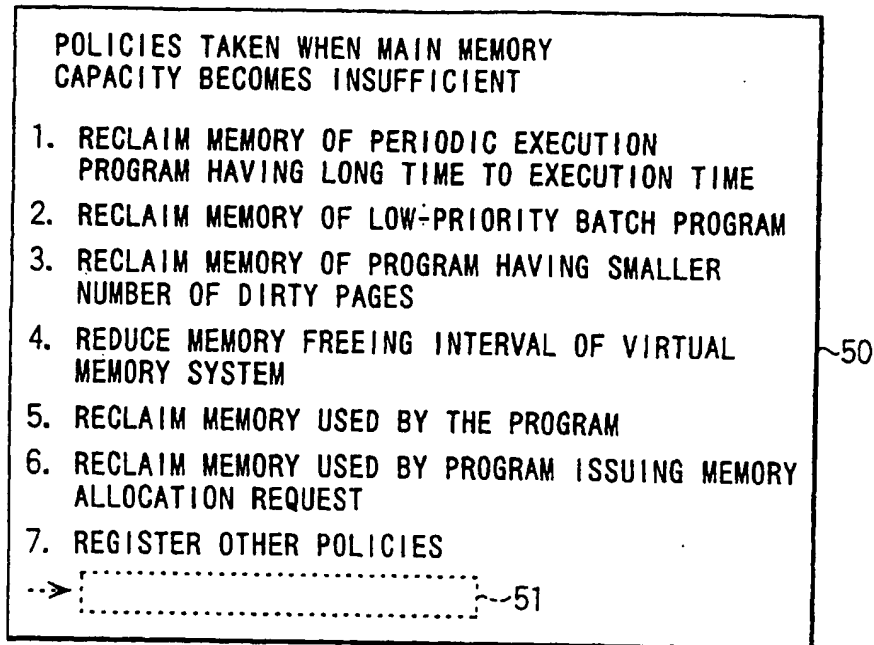 POLICIES TAKEN WHEN MAIN MEMORY
CAPACITY BECOMES INSUFFICIENT
1. RECLAIM MEMORY OF PERIODIC EXECUTION
PROGRAM HAVING LONG TIME TO EXECUTION TIME
2. RECLAIM MEMORY OF LOW-PRIORITY BATCH PROGRAM
3. RECLAIM MEMORY OF PROGRAM HAVING SMALLER
NUMBER OF DIRTY PAGES
4. REDUCE MEMORY FREEING INTERVAL OF VIRTUAL
MEMORY SYSTEM
50
5. RECLAIM MEMORY USED BY THE PROGRAM
6. RECLAIM MEMORY USED BY PROGRAM ISSUING MEMORY
ALLOCATION REQUEST
7. REGISTER OTHER POLICIES
51